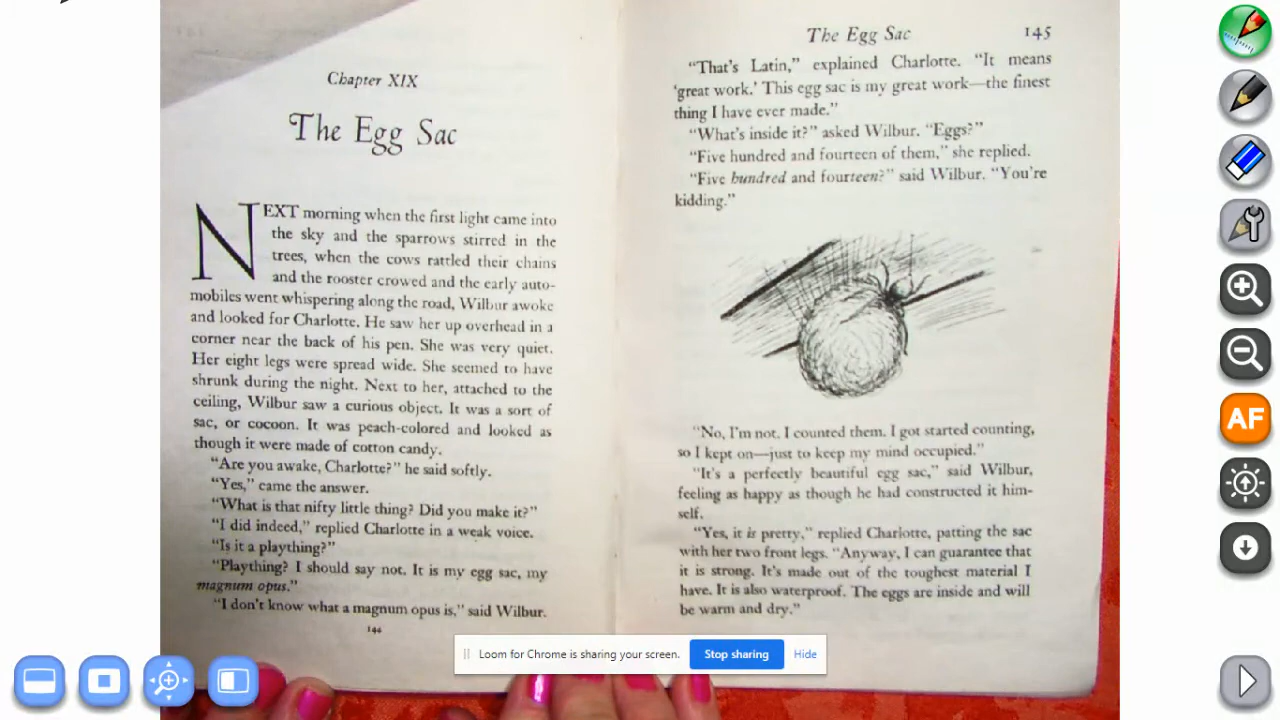 Chapter XIX
The Egg Sac
NEXT morning when the first light came into
the sky and the sparrows stirred in the
trees, when the cows rattled their chains
and the rooster crowed and the early auto-
mobiles went whispering along the road, Wilbur awoke
and looked for Charlotte. He saw her up overhead in a
corner near the back of his pen. She was very quiet.
Her eight legs were spread wide. She seemed to have
shrunk during the night. Next to her, attached to the
ceiling, Wilbur saw a curious object. It was a sort of
sac, or cocoon. It was peach-colored and looked as
though it were made of cotton candy.
"Are you awake, Charlotte?" he said softly.
"Yes," came the answer.
"What is that nifty little thing? Did you make it?"
"I did indeed," replied Charlotte in a weak voice.
"Is it a plaything?"
"Plaything? I should say not. It is my egg sac, my
magnum opus."
"I don't know what a magnum opus is," said Wilbur.
144
The Egg Sac 145
"That's Latin," explained Charlotte. "It means
'great work.' This egg sac is my great work—the finest
thing I have ever made."
"What's inside it?" asked Wilbur. "Eggs?"
"Five hundred and fourteen of them," she replied.
"Five hundred and fourteen?" said Wilbur. "You're
kidding."
"No, I'm not. I counted them. I got started counting,
so I kept on—just to keep my mind occupied."
"It's a perfectly beautiful egg sac," said Wilbur,
feeling as happy as though he had constructed it him-
self.
"Yes, it is pretty," replied Charlotte, patting the sac
with her two front legs. "Anyway, I can guarantee that
it is strong. It's made out of the toughest material I
have. It is also waterproof. The eggs are inside and will
be warm and dry."
Loom for Chrome is sharing your screen. Stop sharing Hide
AF